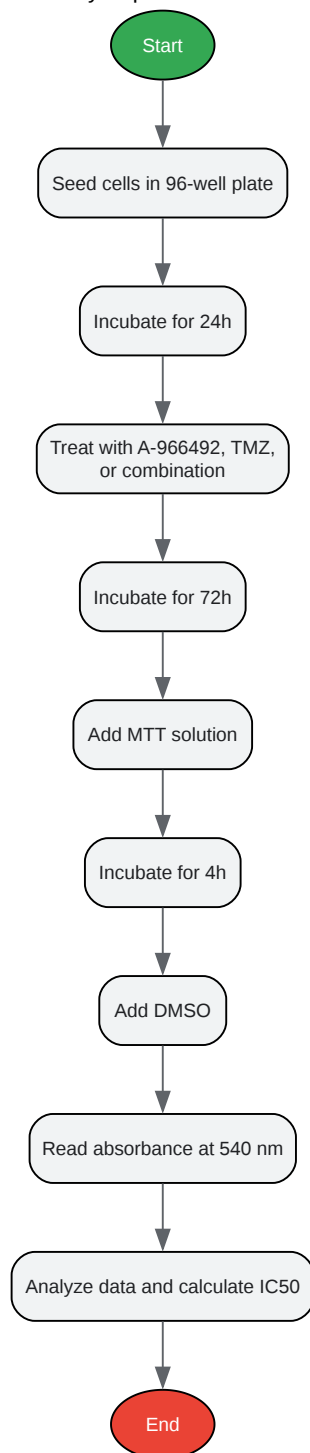 Start
Seed cells in 96-well plate
Incubate for 24h
Treat with A-966492, TMZ,
or combination
Incubate for 72h
Add MTT solution
Incubate for 4h
Add DMSO
Read absorbance at 540 nm
Analyze data and calculate IC50
End